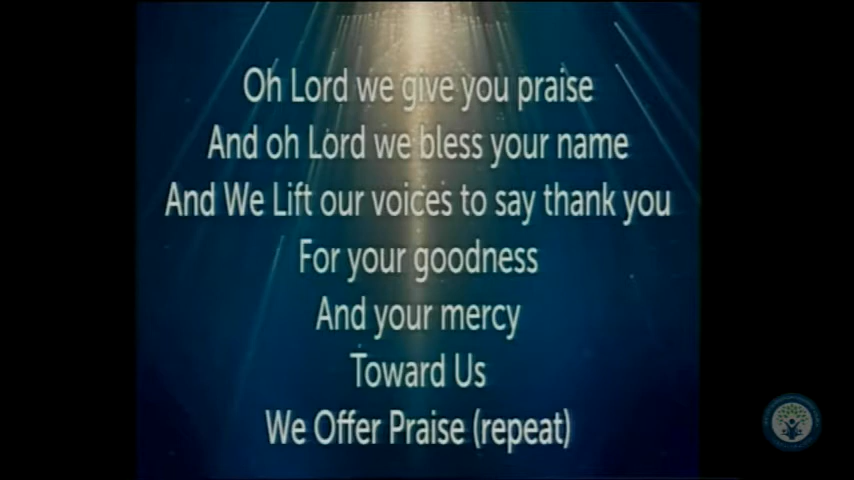 Oh Lord we give you praise
And oh Lord we bless your name
And We Lift our voices to say thank you
For your goodness
And your mercy
Toward Us
We Offer Praise (repeat)